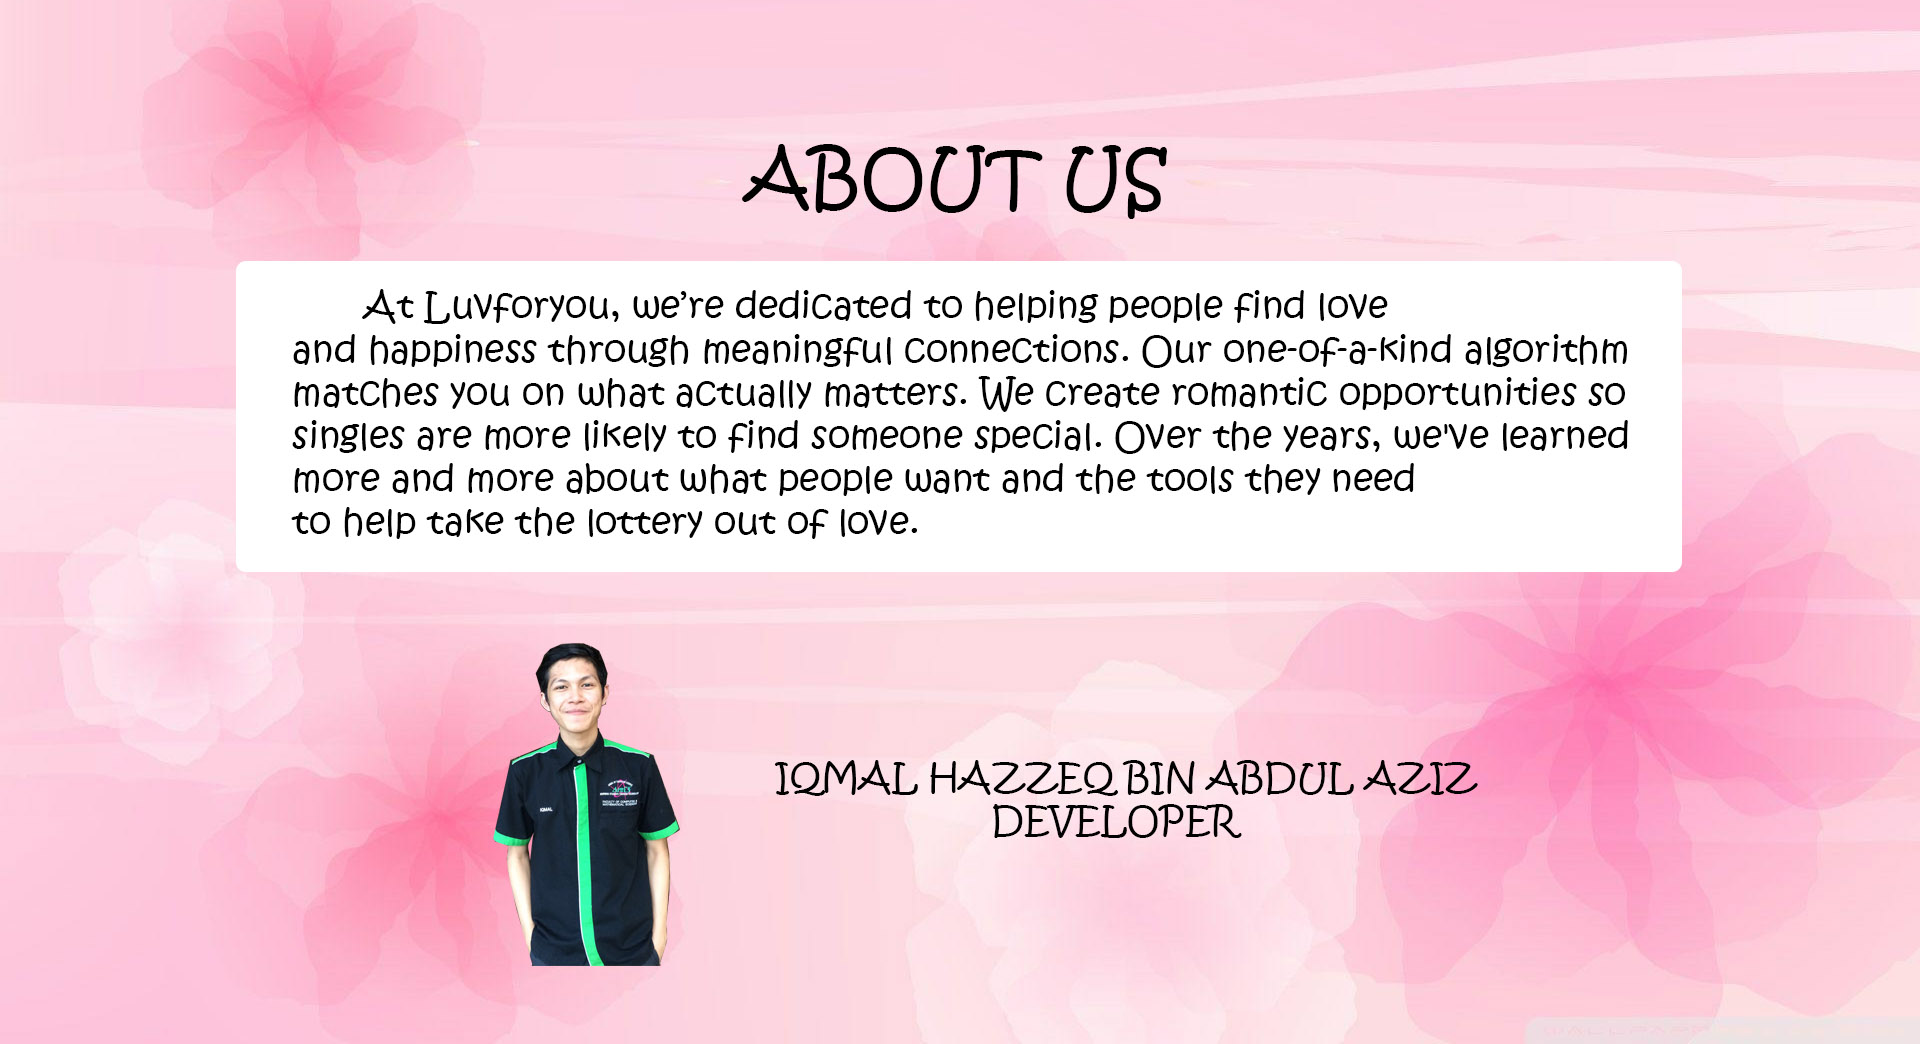 ABOUT US
At Luvforyou, we’re dedicated to helping people find love
and happiness through meaningful connections. Our one-of-a-kind algorithm
matches you on what actually matters. We create romantic opportunities so
singles are more likely to find someone special. Over the years, we've learned
more and more about what people want and the tools they need
to help take the lottery out of love.
IQMAL
IQMAL HAZZEQ BIN ABDUL AZIZ
DEVELOPER